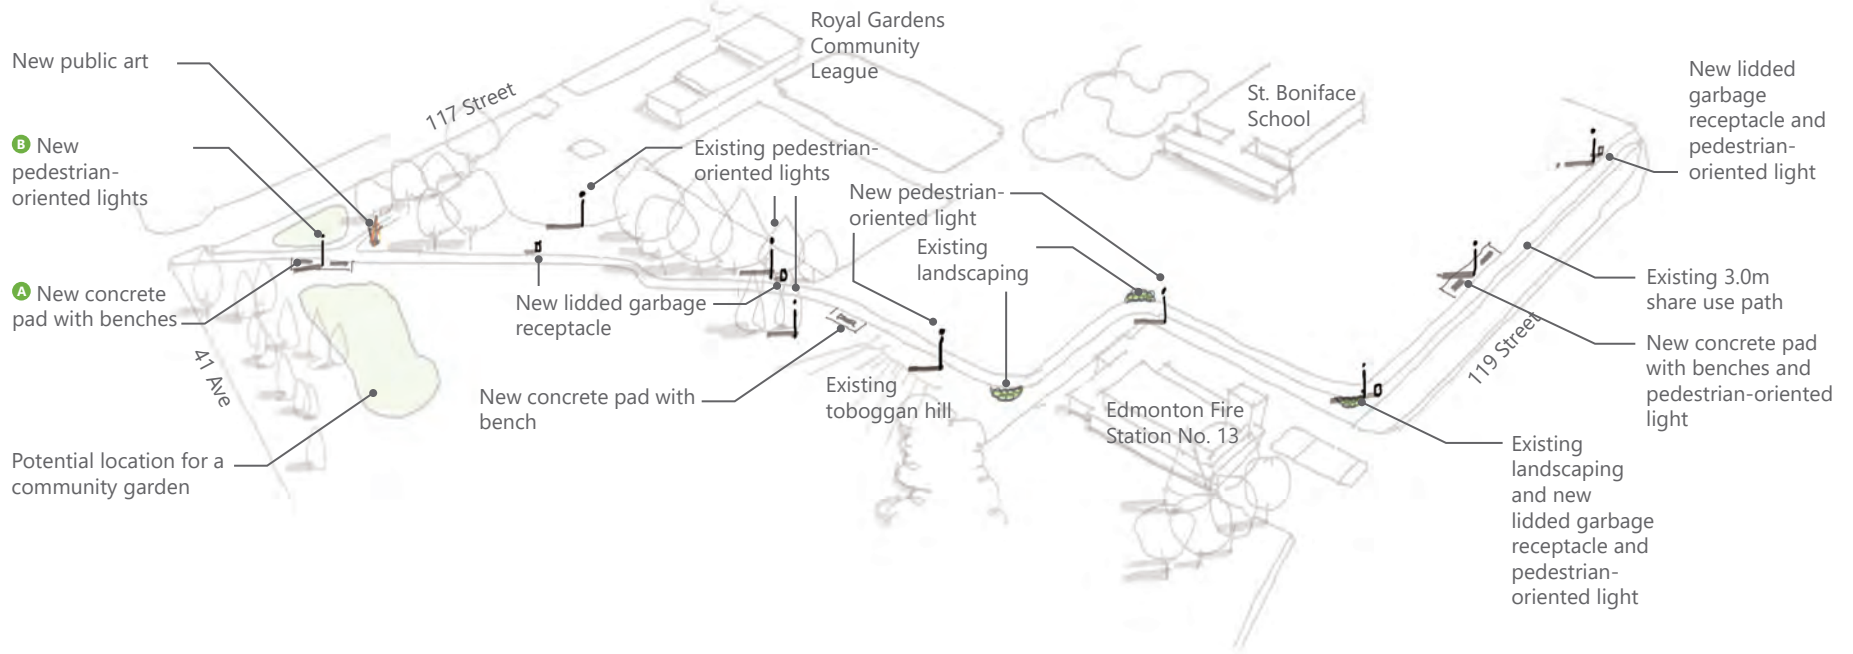 New public art
B New
pedestrian-
oriented lights
A New concrete
pad with benches
Potential location for a
community garden
41 Ave
117 Street
Royal Gardens
Community
League
Existing pedestrian-
oriented lights
New lidded garbage
receptacle
New concrete pad with
bench
New pedestrian-
oriented light
Existing
landscaping
Existing
toboggan hill
St. Boniface
School
Edmonton Fire
Station No. 13
119 Street
New lidded
garbage
receptacle and
pedestrian-
oriented light
Existing 3.0m
share use path
New concrete pad
with benches and
pedestrian-oriented
light
Existing
landscaping
and new
lidded garbage
receptacle and
pedestrian-
oriented light